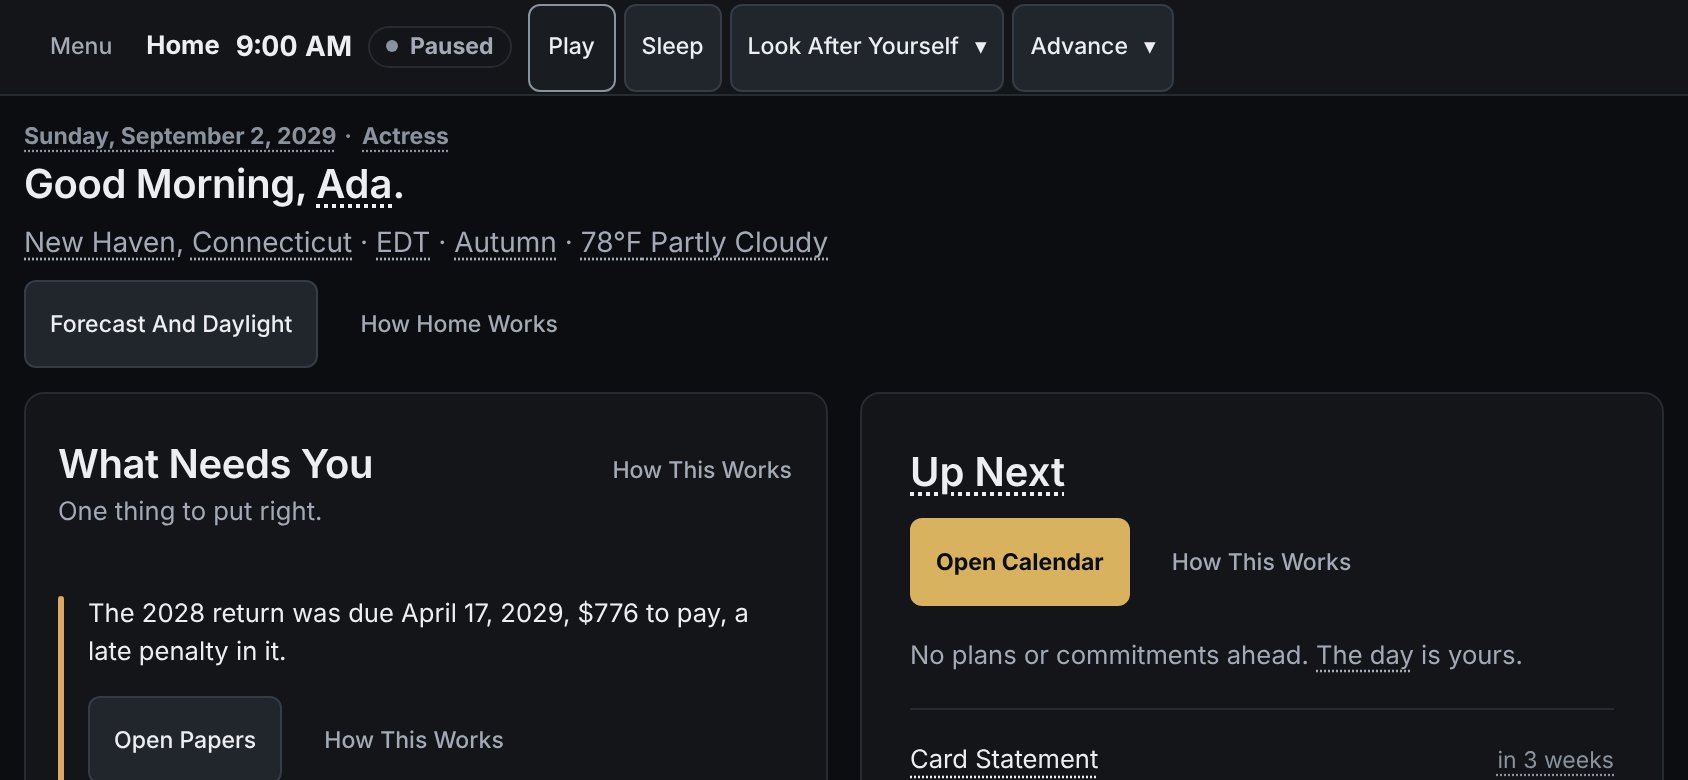 Menu Home 9:00 AM Paused Play Sleep Look After Yourself ▼ Advance ▼
Sunday, September 2, 2029 · Actress
Good Morning, Ada.
New Haven, Connecticut · EDT · Autumn · 78°F Partly Cloudy
Forecast And Daylight How Home Works
What Needs You How This Works
One thing to put right.
The 2028 return was due April 17, 2029, $776 to pay, a
late penalty in it.
Open Papers How This Works
Up Next
Open Calendar How This Works
No plans or commitments ahead. The day is yours.
Card Statement in 3 weeks